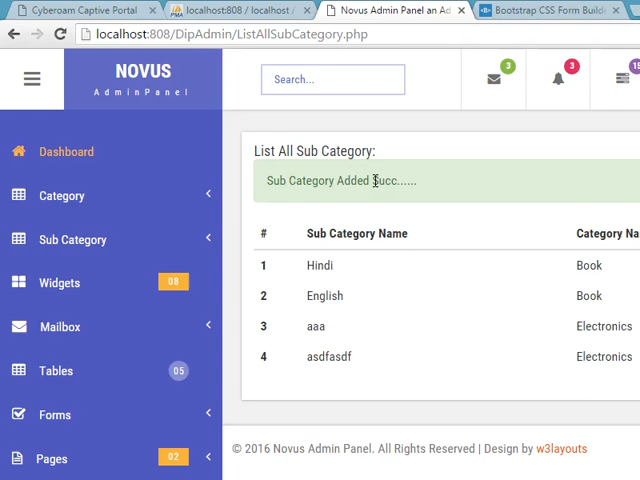 Cyberoam Captive Portal
localhost:808 / localhost /
Novus Admin Panel an Ad
Bootstrap CSS Form Builde
localhost:808/DipAdmin/ListAllSubCategory.php
NOVUS
AdminPanel
Search...
3
3
Dashboard
Category
Sub Category
Widgets 08
Mailbox
Tables 05
Forms
Pages 02
List All Sub Category:
Sub Category Added Succ......
# Sub Category Name Category Na
1 Hindi Book
2 English Book
3 aaa Electronics
4 asdfasdf Electronics
© 2016 Novus Admin Panel. All Rights Reserved | Design by w3layouts